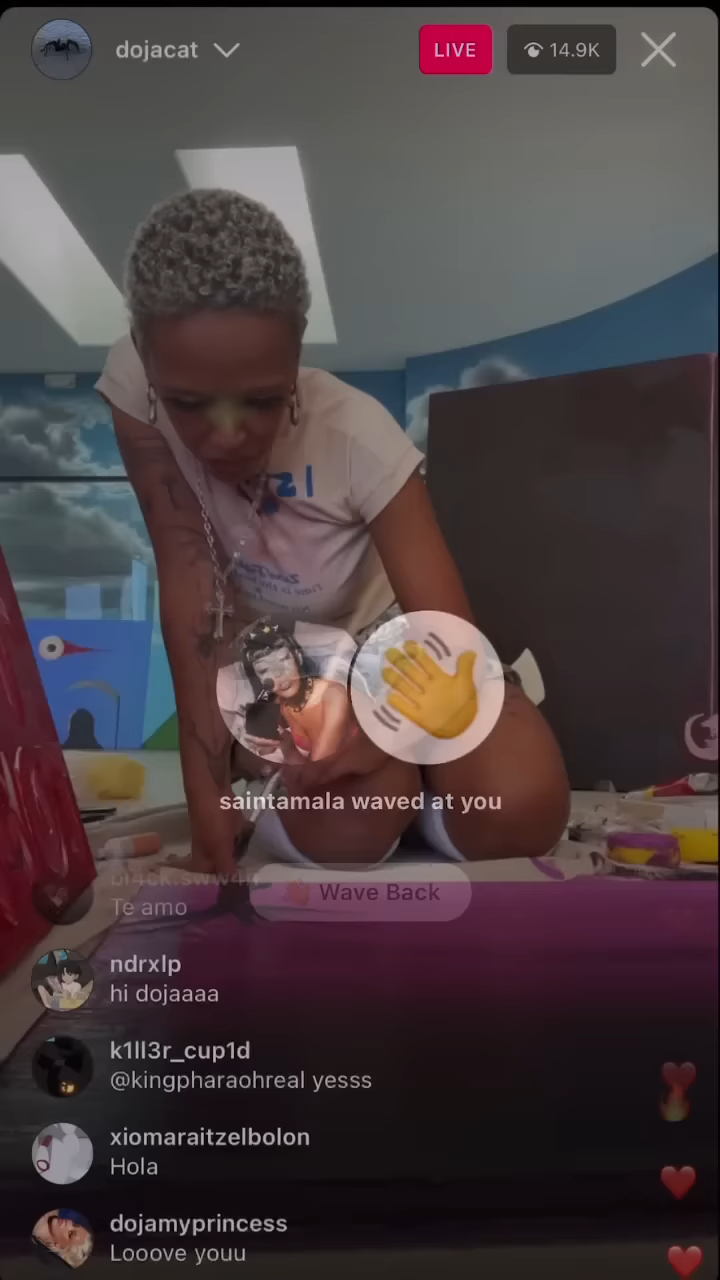 dojacat
LIVE
14.9K
saintamala waved at you
Wave Back
Te amo
ndrxlp
hi dojaaaa
k1ll3r_cup1d
@kingpharaohreal yesss
xiomaraitzelbolon
Hola
dojamyprincess
Looove youu